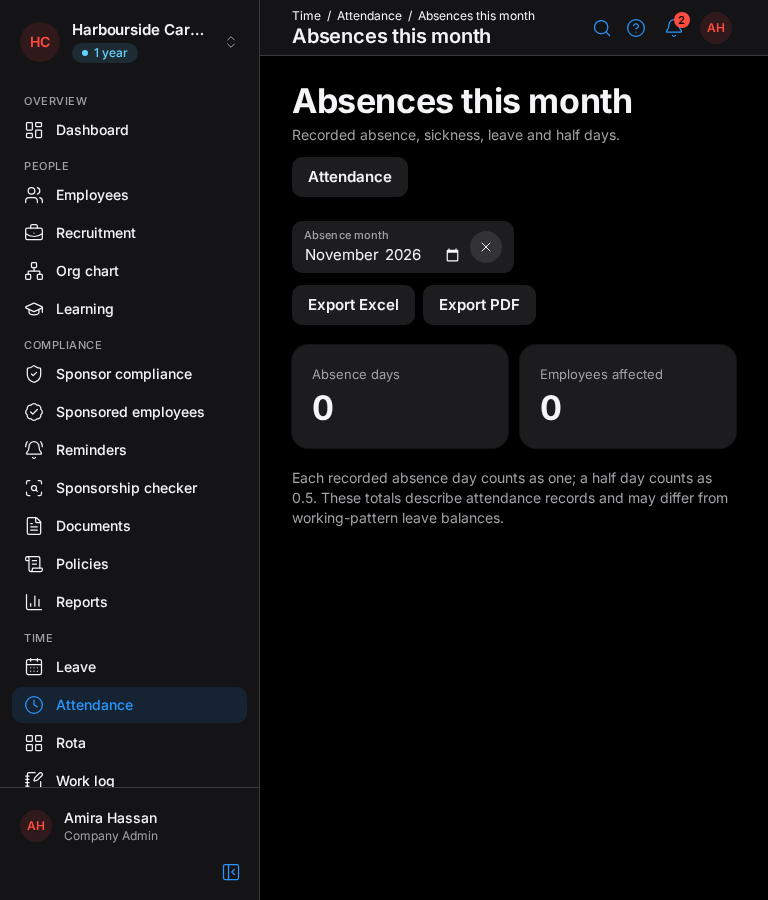 HC
Harbourside Car...
1 year
OVERVIEW
Dashboard
PEOPLE
Employees
Recruitment
Org chart
Learning
COMPLIANCE
Sponsor compliance
Sponsored employees
Reminders
Sponsorship checker
Documents
Policies
Reports
TIME
Leave
Attendance
Rota
Work log
AH
Amira Hassan
Company Admin
Time / Attendance / Absences this month
Absences this month
2
AH
Absences this month
Recorded absence, sickness, leave and half days.
Attendance
Absence month
November 2026
Export Excel
Export PDF
Absence days
0
Employees affected
0
Each recorded absence day counts as one; a half day counts as
0.5. These totals describe attendance records and may differ from
working-pattern leave balances.